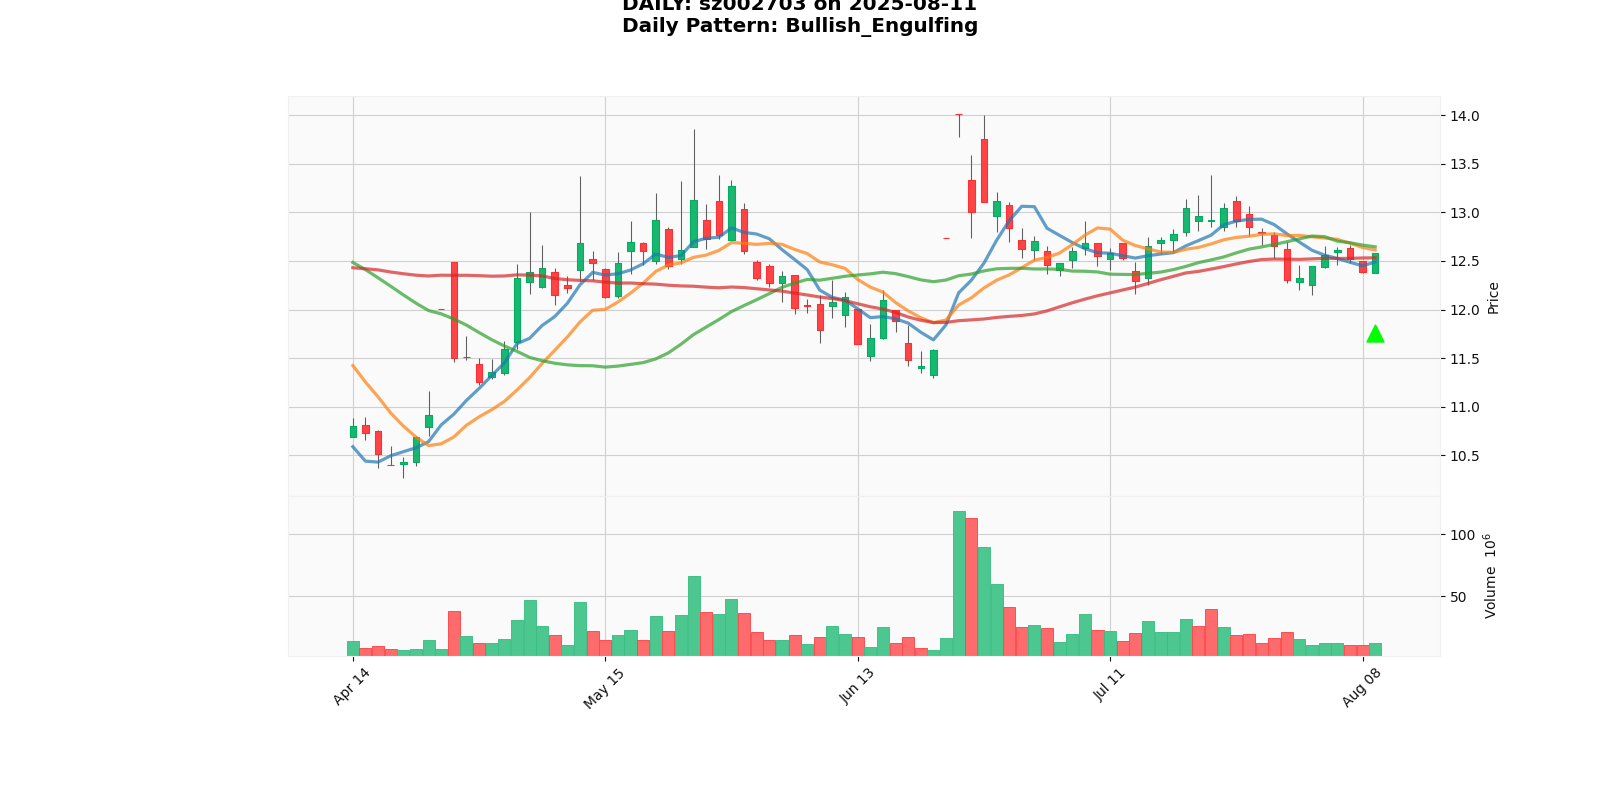 DAILY: sz002703 on 2025-08-11
Daily Pattern: Bullish_Engulfing
14.0
13.5
13.0
12.5
12.0
11.5
11.0
10.5
Price
100
50
Volume 10⁶
Apr 14
May 15
Jun 13
Jul 11
Aug 08